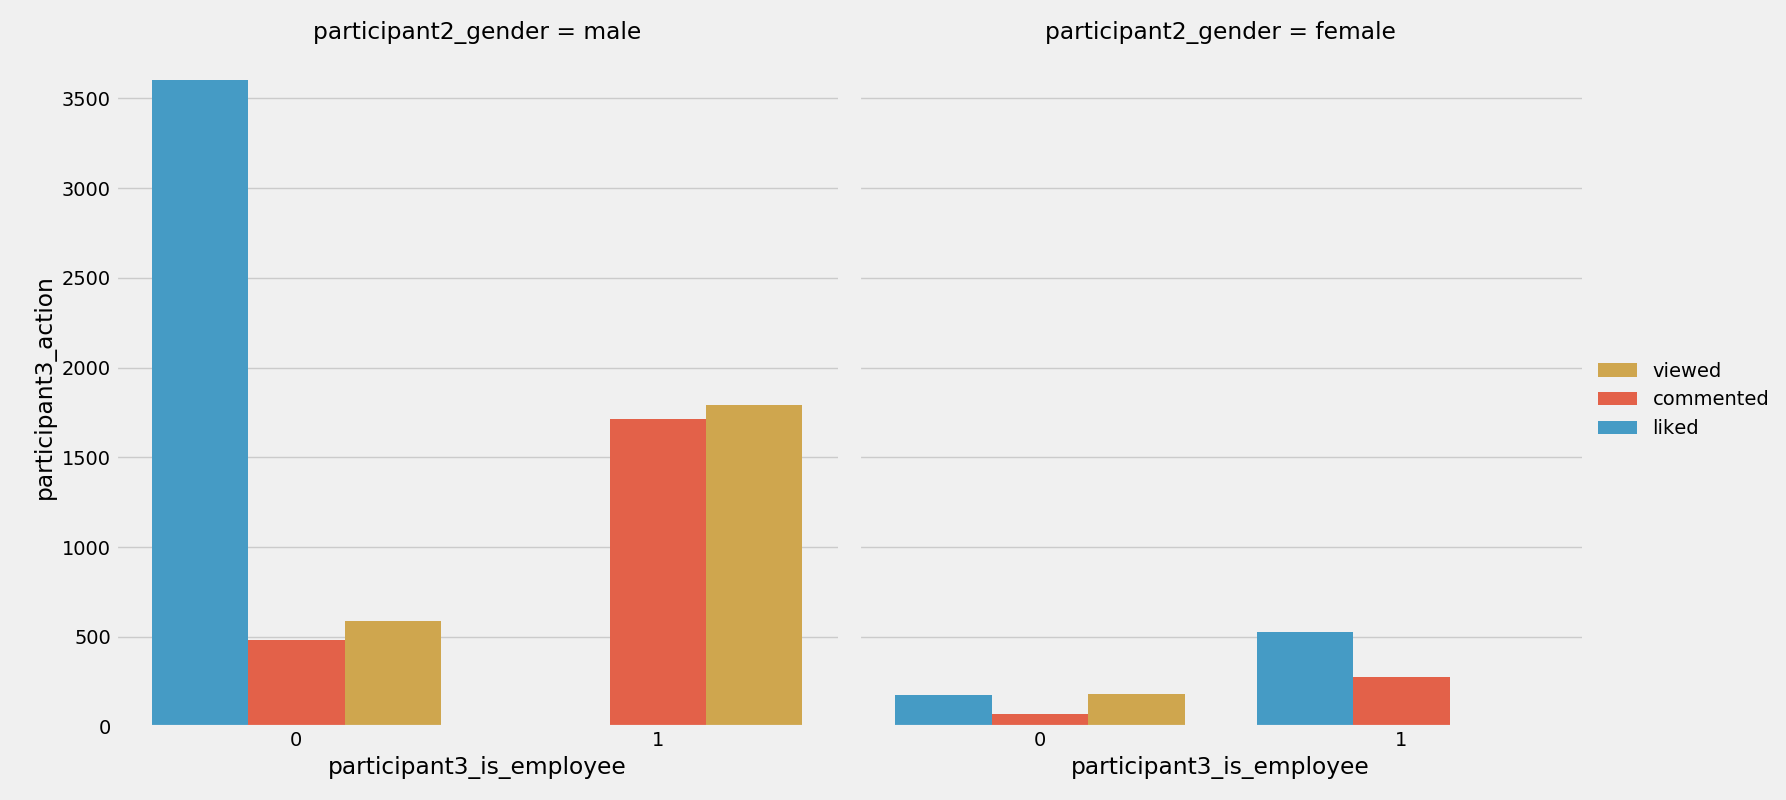 participant2_gender = male
participant2_gender = female
participant3_action
3500
3000
2500
2000
1500
1000
500
0
0
1
participant3_is_employee
0
1
participant3_is_employee
viewed
commented
liked